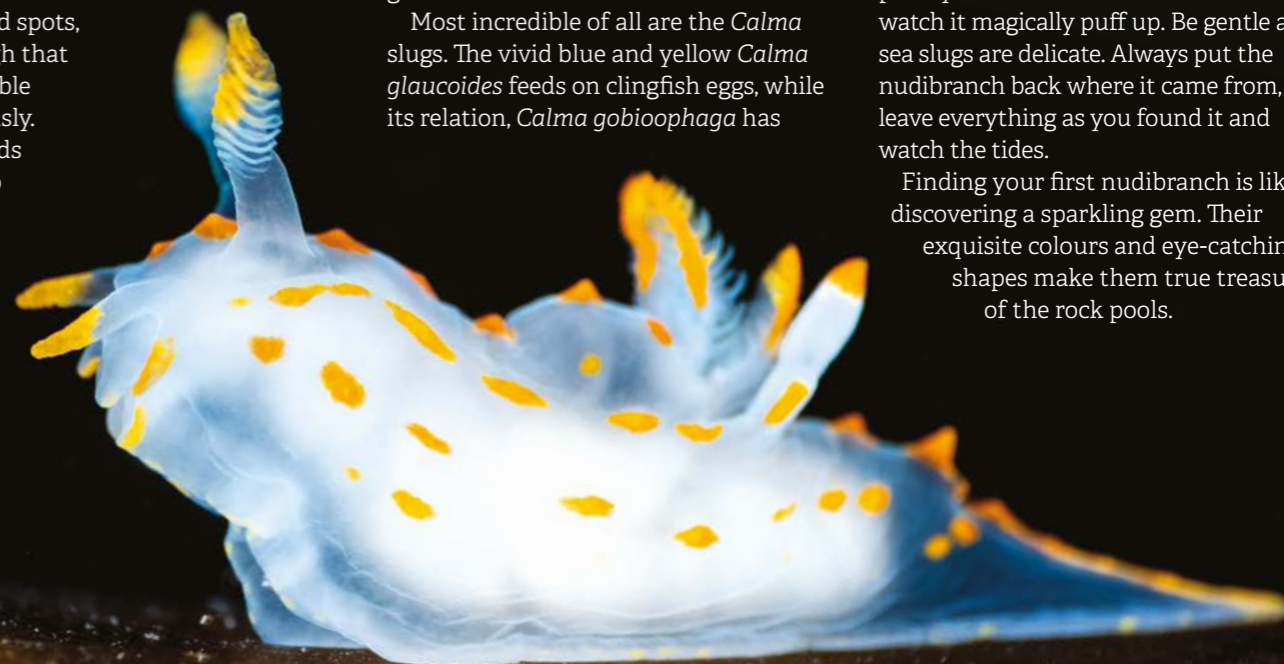 d spots,
h that
ble
sly.
ds
Most incredible of all are the Calma
slugs. The vivid blue and yellow Calma
glaucoides feeds on clingfish eggs, while
its relation, Calma gobioophaga has
watch it magically puff up. Be gentle a
sea slugs are delicate. Always put the
nudibranch back where it came from,
leave everything as you found it and
watch the tides.
Finding your first nudibranch is lik
discovering a sparkling gem. Their
exquisite colours and eye-catchin
shapes make them true treasu
of the rock pools.